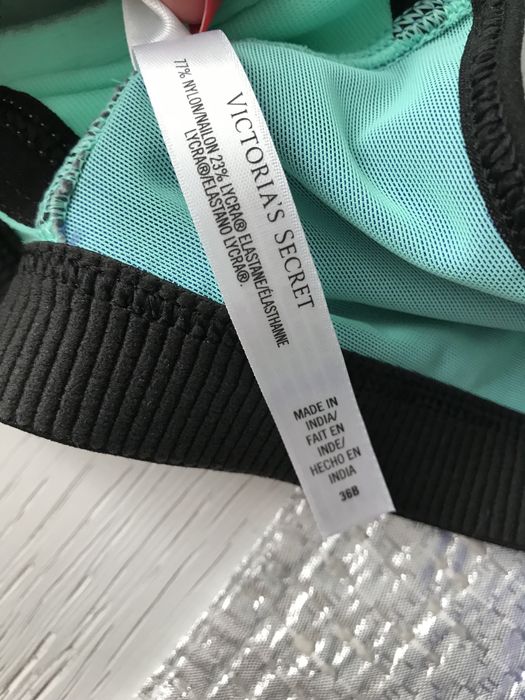 VICTORIA'S SECRET
77% NYLON/NAILON 23% LYCRA® ELASTANE/ÉLASTHANNE
LYCRA®/ELASTANO LYCRA®.
MADE IN
INDIA/
FAIT EN
INDE/
HECHO EN
INDIA
36B